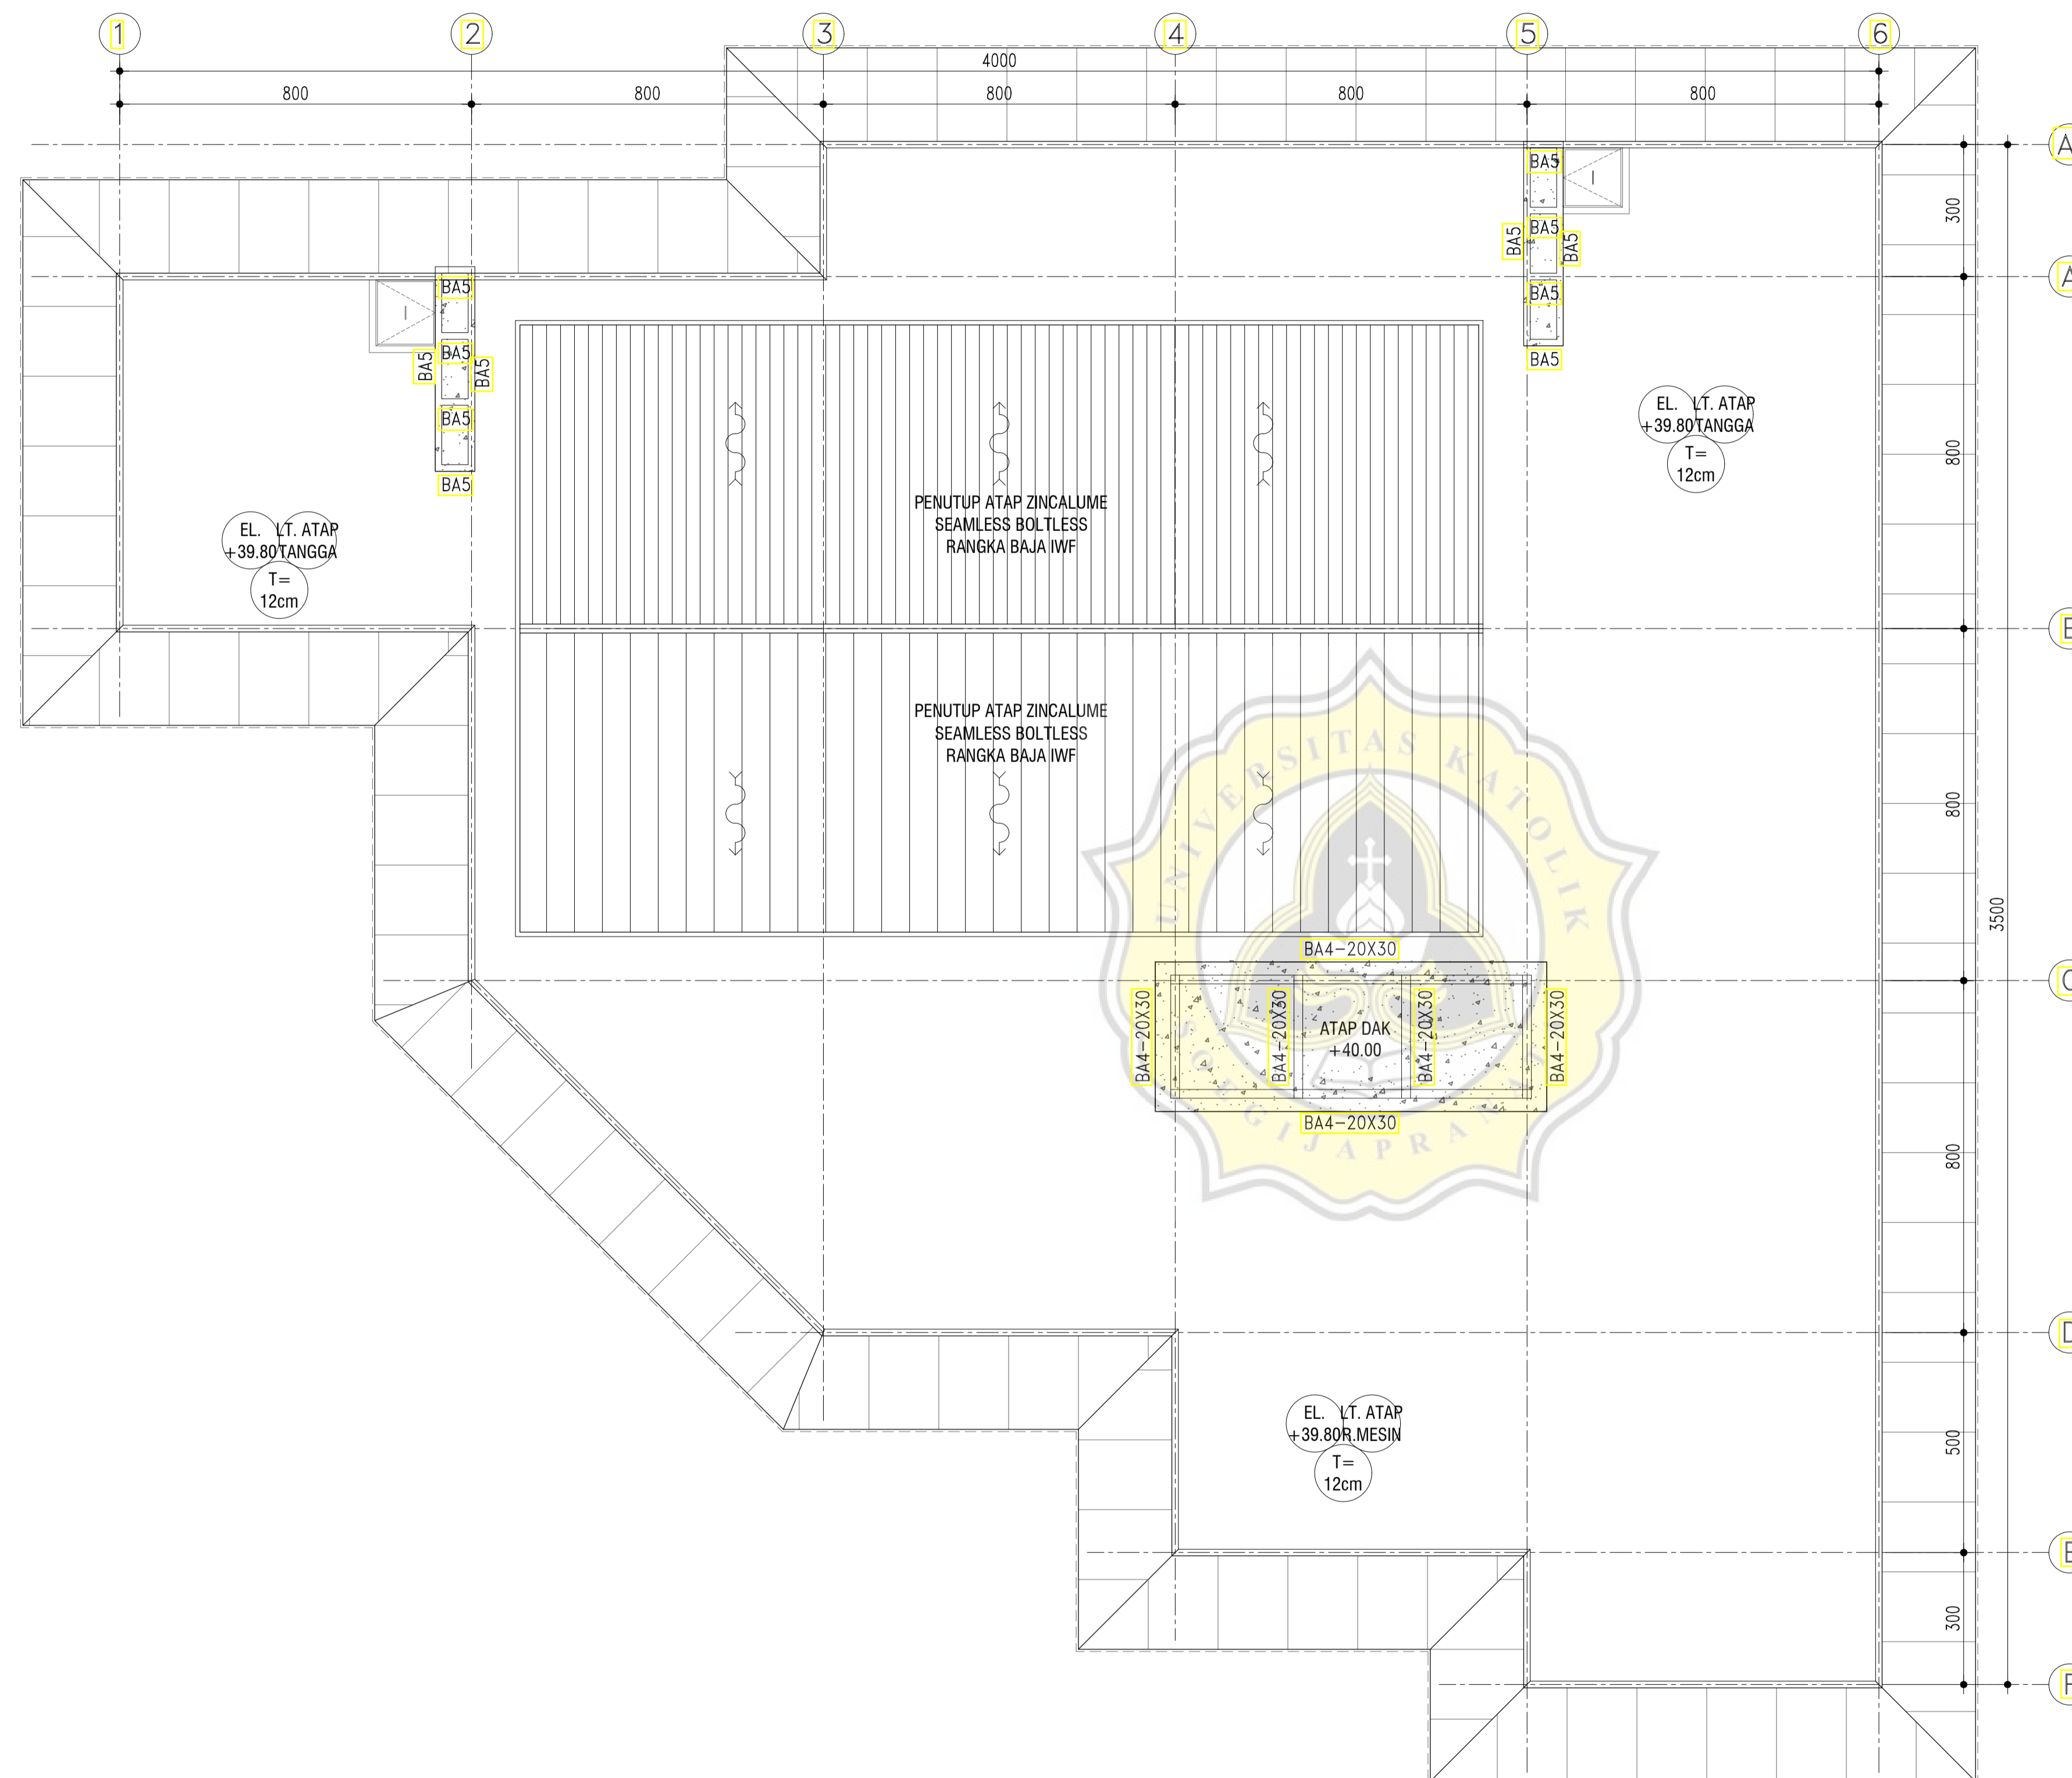 1
2
3
4
5
6
4000
800
800
800
800
800
A
A
B
C
D
E
F
300
800
800
800
500
300
3500
BA5
BA5
BA5
BA5
BA5
BA5
BA5
BA5
BA5
BA5
BA5
BA5
EL.
+39.80
LT. ATAP
TANGGA
T=
12cm
EL.
+39.80
LT. ATAP
TANGGA
T=
12cm
PENUTUP ATAP ZINCALUME
SEAMLESS BOLTLESS
RANGKA BAJA IWF
PENUTUP ATAP ZINCALUME
SEAMLESS BOLTLESS
RANGKA BAJA IWF
UNIVERSITAS KATOLIK
SOEGIJAPRANATA
BA4-20X30
BA4-20X30
BA4-20X30
BA4-20X30
BA4-20X30
ATAP DAK
+40.00
BA4-20X30
EL.
+39.80
LT. ATAP
R.MESIN
T=
12cm